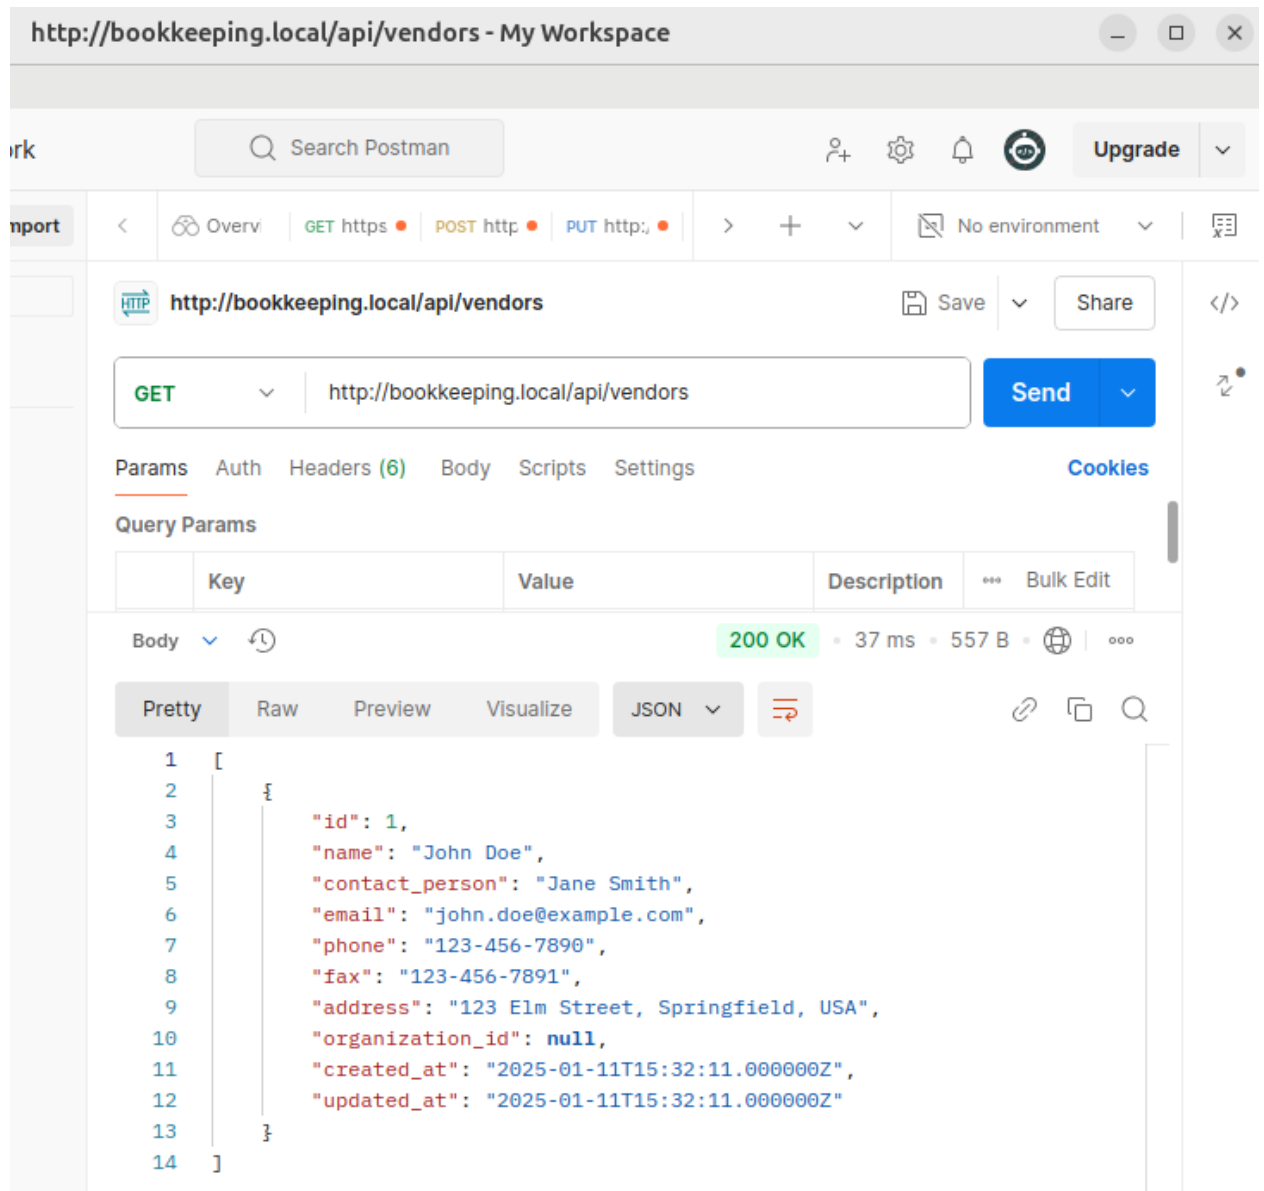 http://bookkeeping.local/api/vendors - My Workspace
Search Postman
Upgrade
Overvi GET https POST http PUT http:/ No environment
http://bookkeeping.local/api/vendors Save Share
GET http://bookkeeping.local/api/vendors Send
Params Auth Headers (6) Body Scripts Settings Cookies
Query Params
Key Value Description Bulk Edit
Body 200 OK 37 ms 557 B
Pretty Raw Preview Visualize JSON
1 [
2 {
3 "id": 1,
4 "name": "John Doe",
5 "contact_person": "Jane Smith",
6 "email": "john.doe@example.com",
7 "phone": "123-456-7890",
8 "fax": "123-456-7891",
9 "address": "123 Elm Street, Springfield, USA",
10 "organization_id": null,
11 "created_at": "2025-01-11T15:32:11.000000Z",
12 "updated_at": "2025-01-11T15:32:11.000000Z"
13 }
14 ]